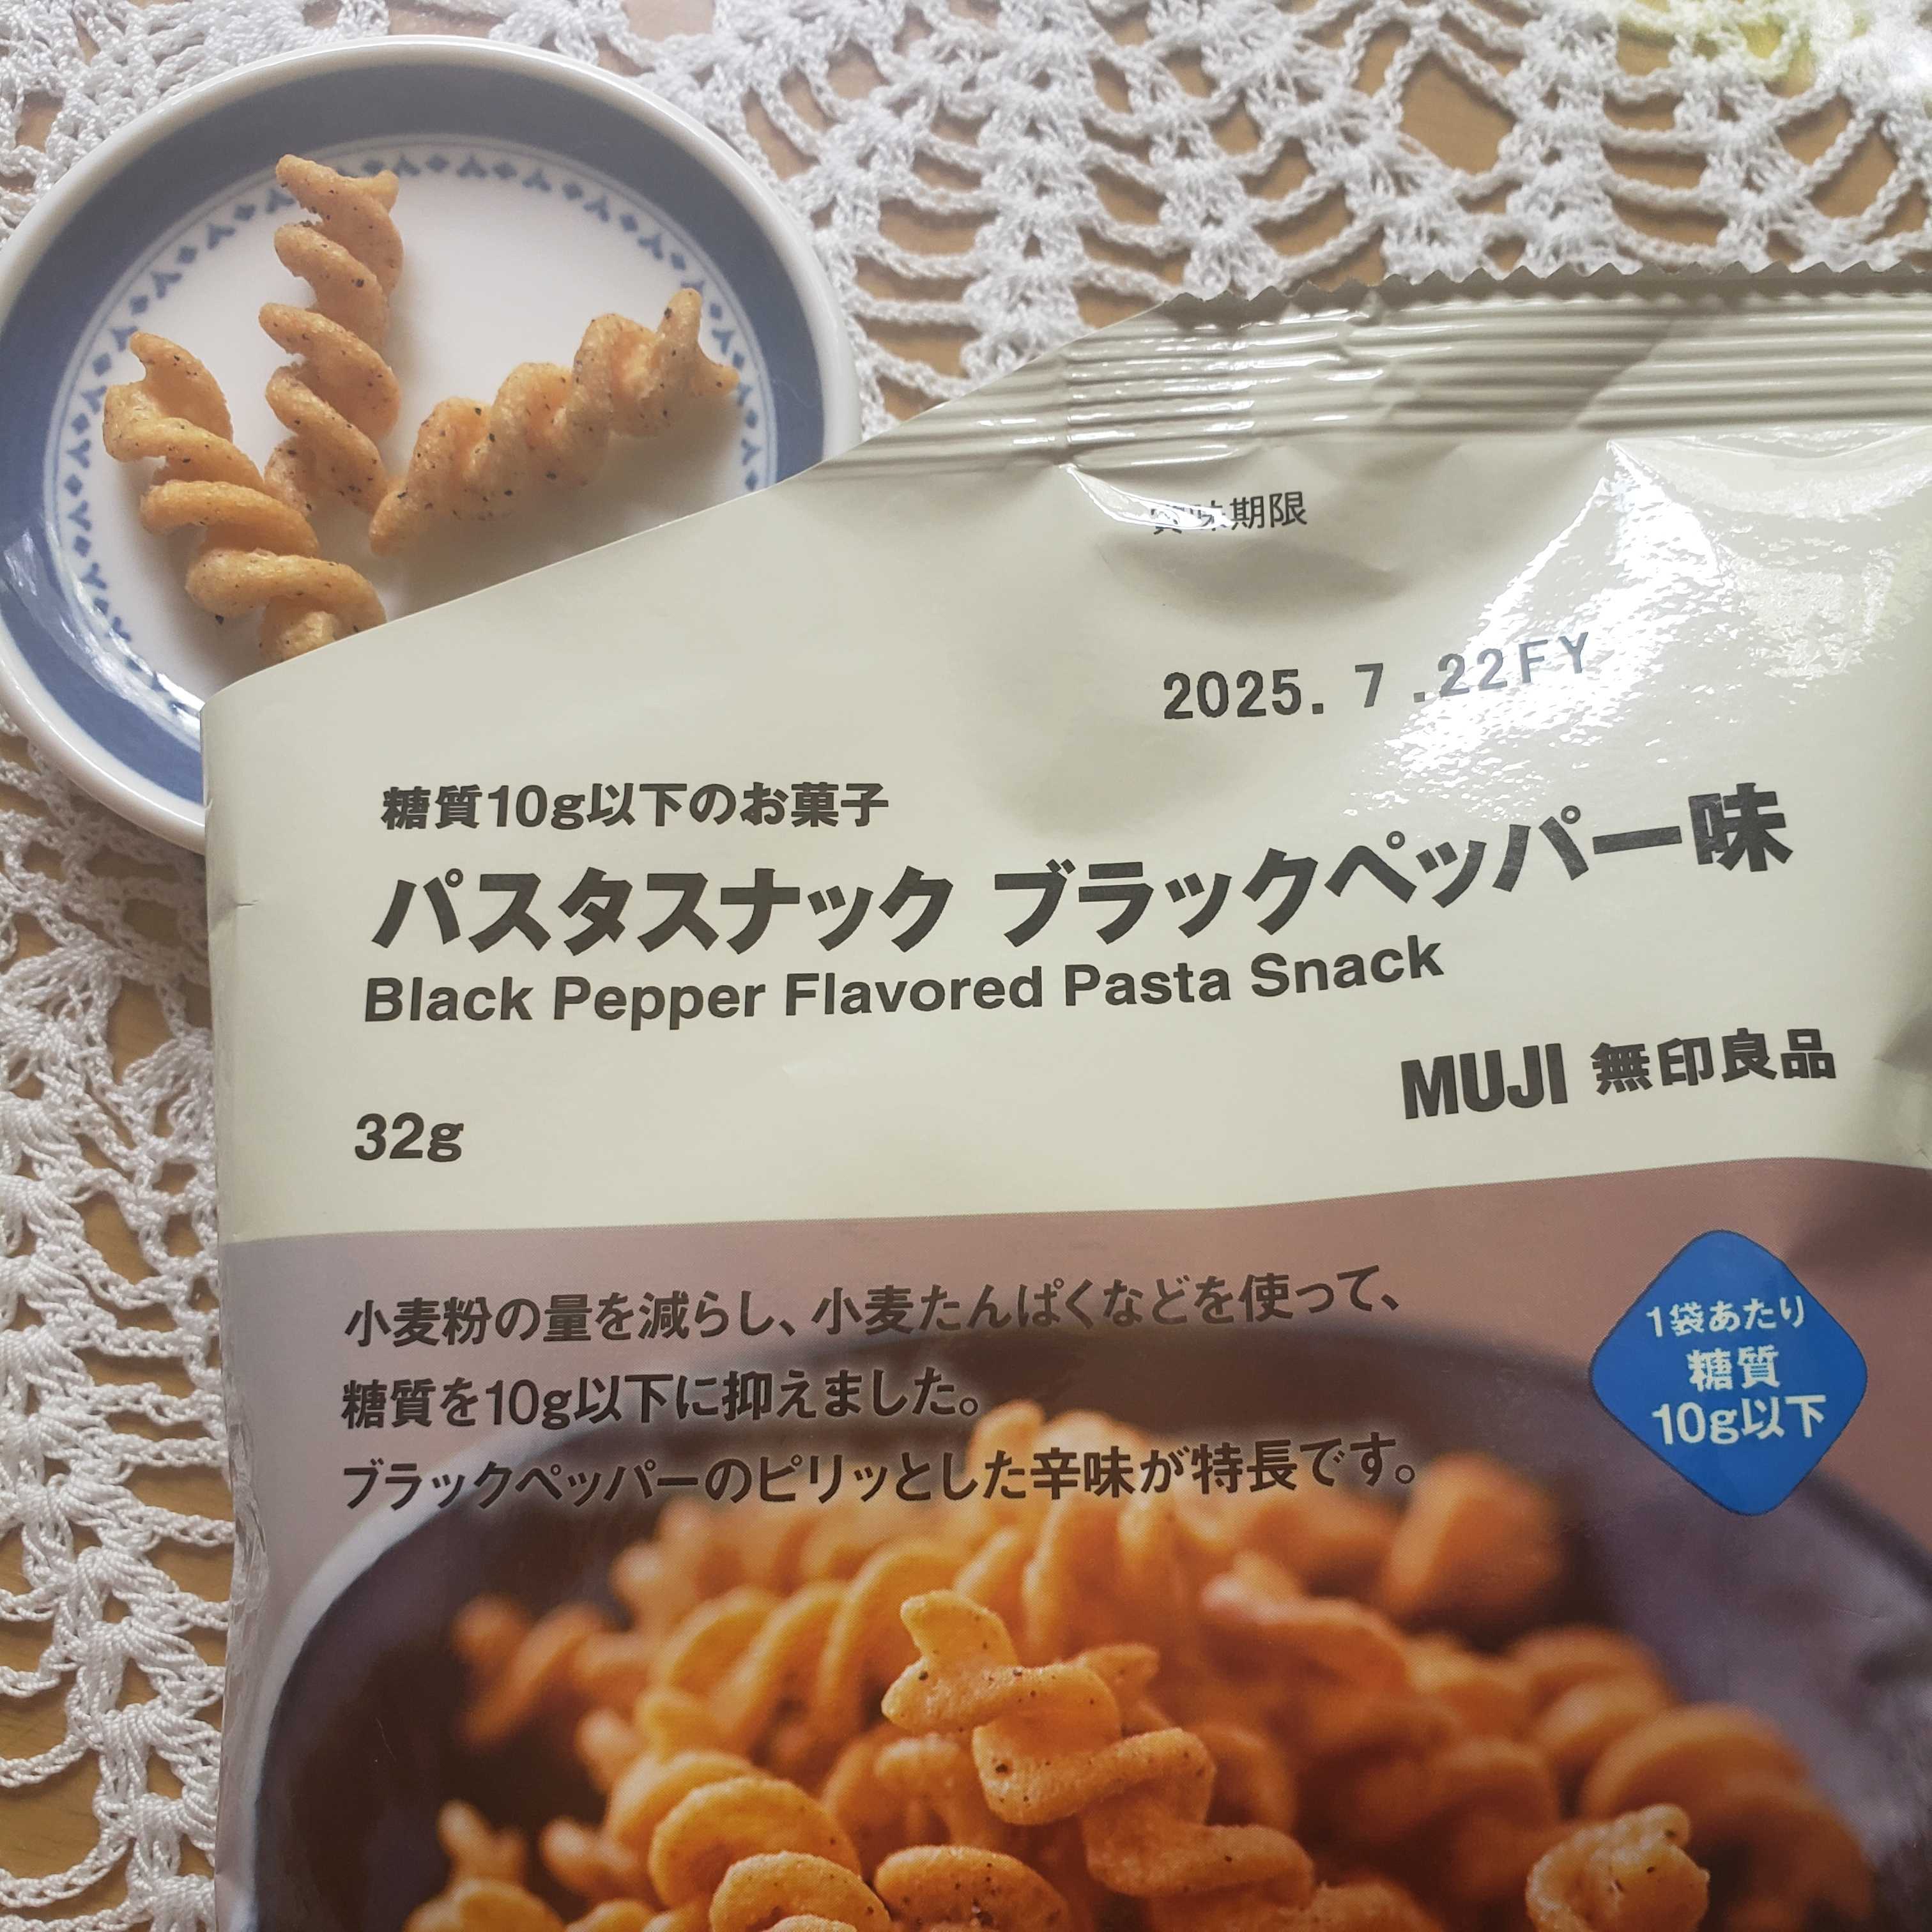 賞味期限
2025. 7 .22FY
糖質10g以下のお菓子
パスタスナック ブラックペッパー味
Black Pepper Flavored Pasta Snack
MUJI 無印良品
32g
小麦粉の量を減らし、小麦たんぱくなどを使って、
糖質を10g以下に抑えました。
ブラックペッパーのピリッとした辛味が特長です。
1袋あたり
糖質
10g以下